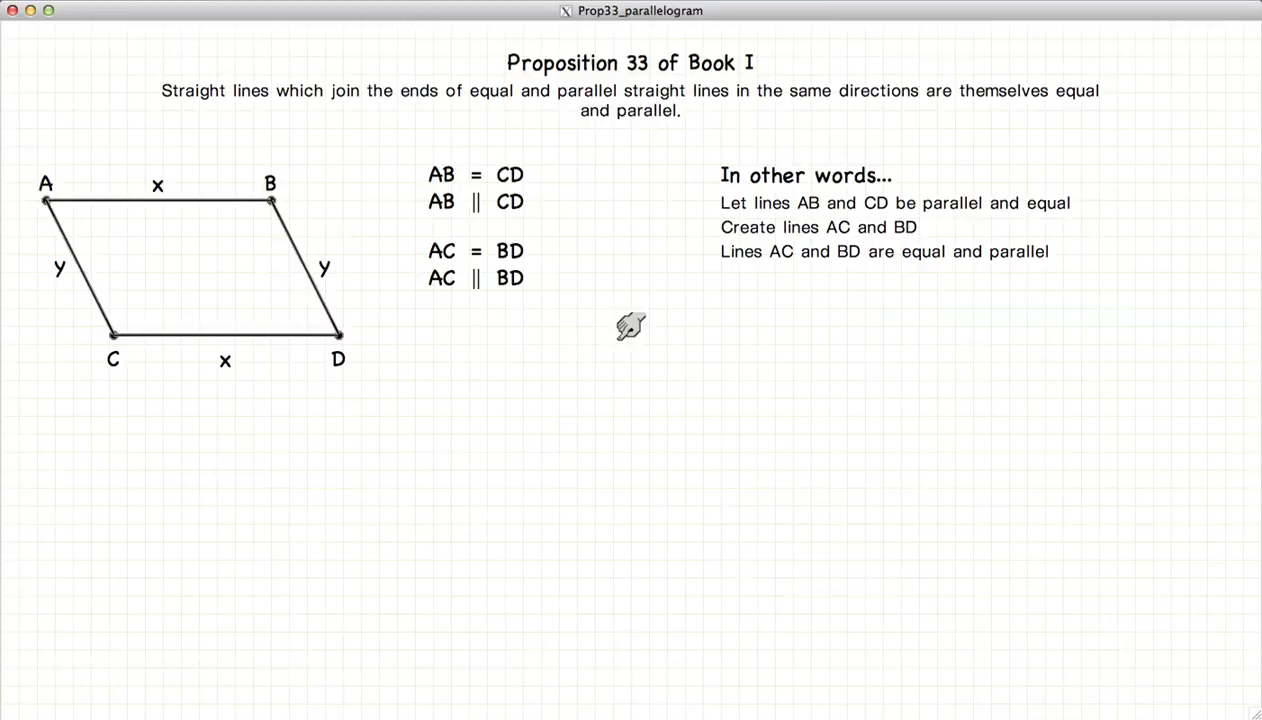 Prop33_parallelogram
Proposition 33 of Book I
Straight lines which join the ends of equal and parallel straight lines in the same directions are themselves equal
and parallel.
A x B
y y
C x D
AB = CD
AB || CD
AC = BD
AC || BD
In other words...
Let lines AB and CD be parallel and equal
Create lines AC and BD
Lines AC and BD are equal and parallel